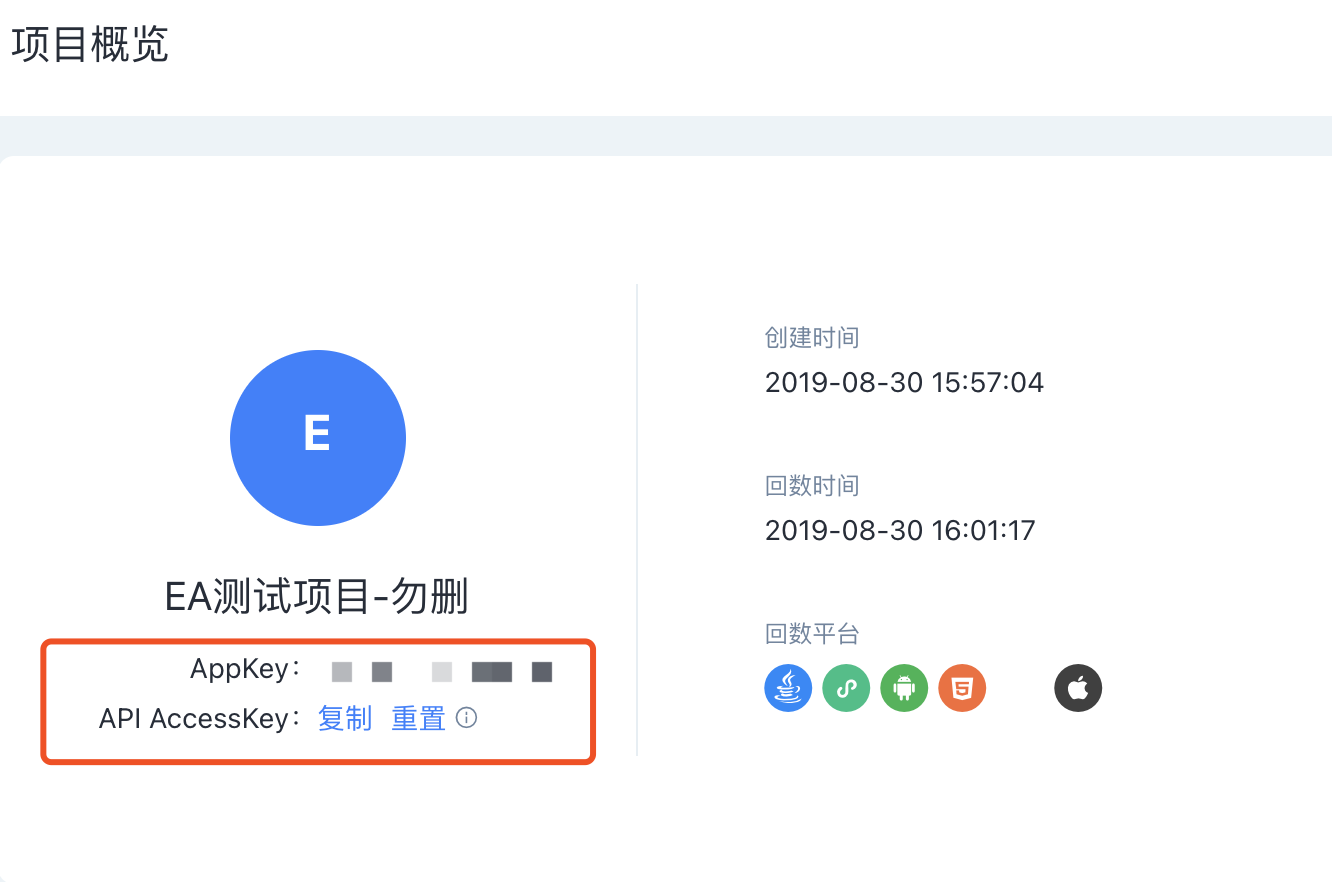 项目概览
E
EA测试项目-勿删
AppKey：
API AccessKey： 复制 重置
创建时间
2019-08-30 15:57:04
回数时间
2019-08-30 16:01:17
回数平台